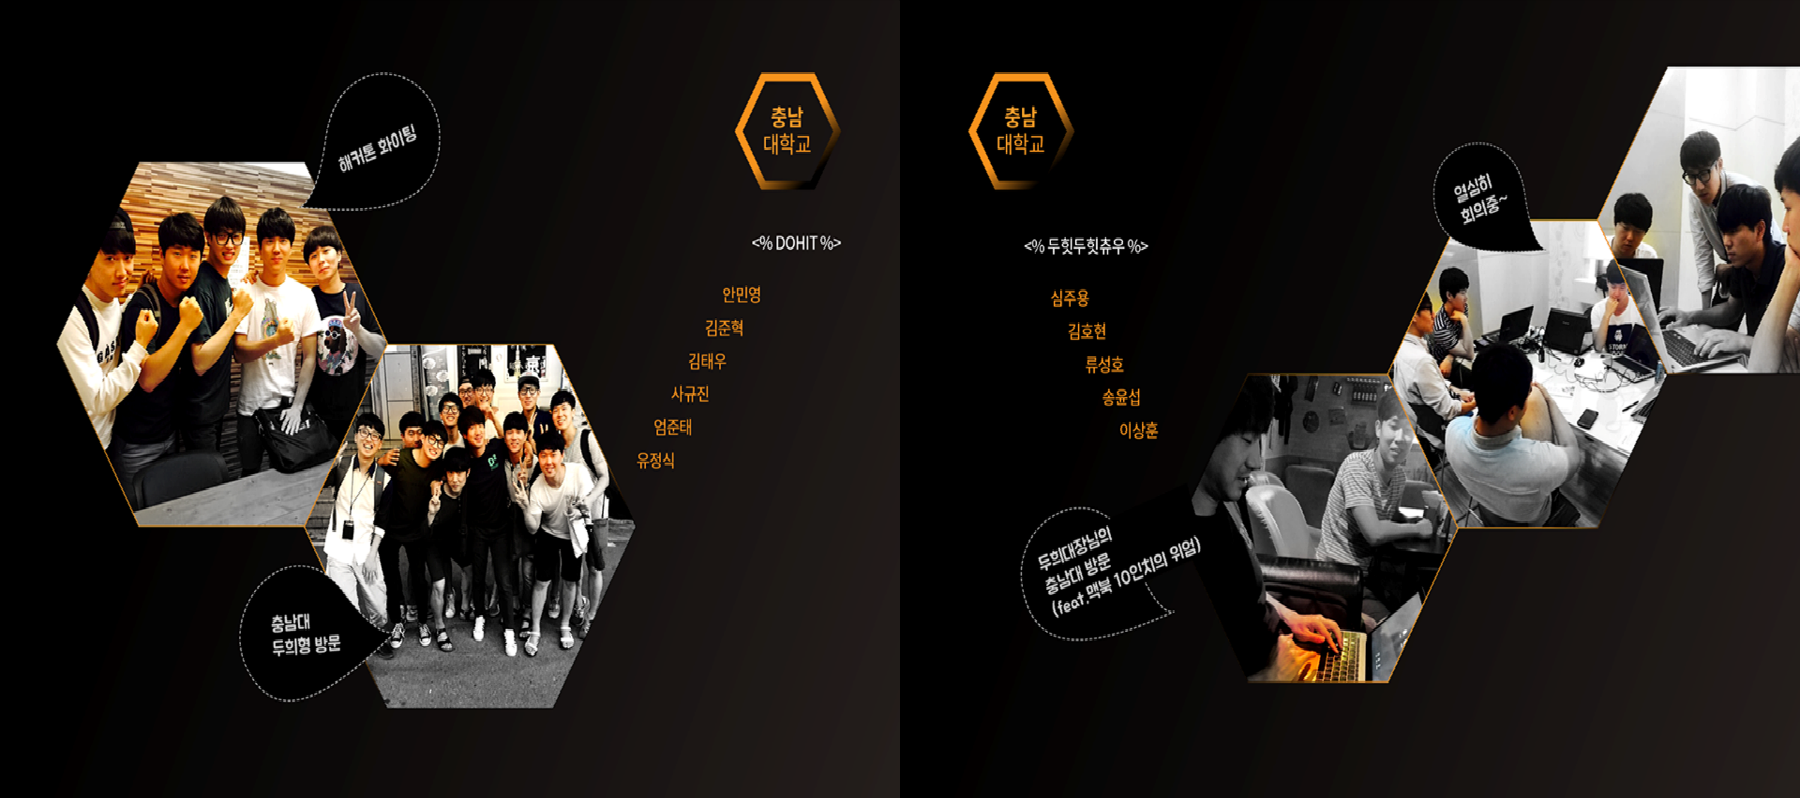 해커톤 화이팅
충남
대학교
<% DOHIT %>
안민영
김준혁
김태우
사규진
엄준태
유정식
충남대
두희형 방문
충남
대학교
<% 두힛두힛츄우 %>
심주용
김호현
류성호
송윤섭
이상훈
열심히
회의중~
두희대장님의
충남대 방문
(feat.맥북 10인치의 위엄)